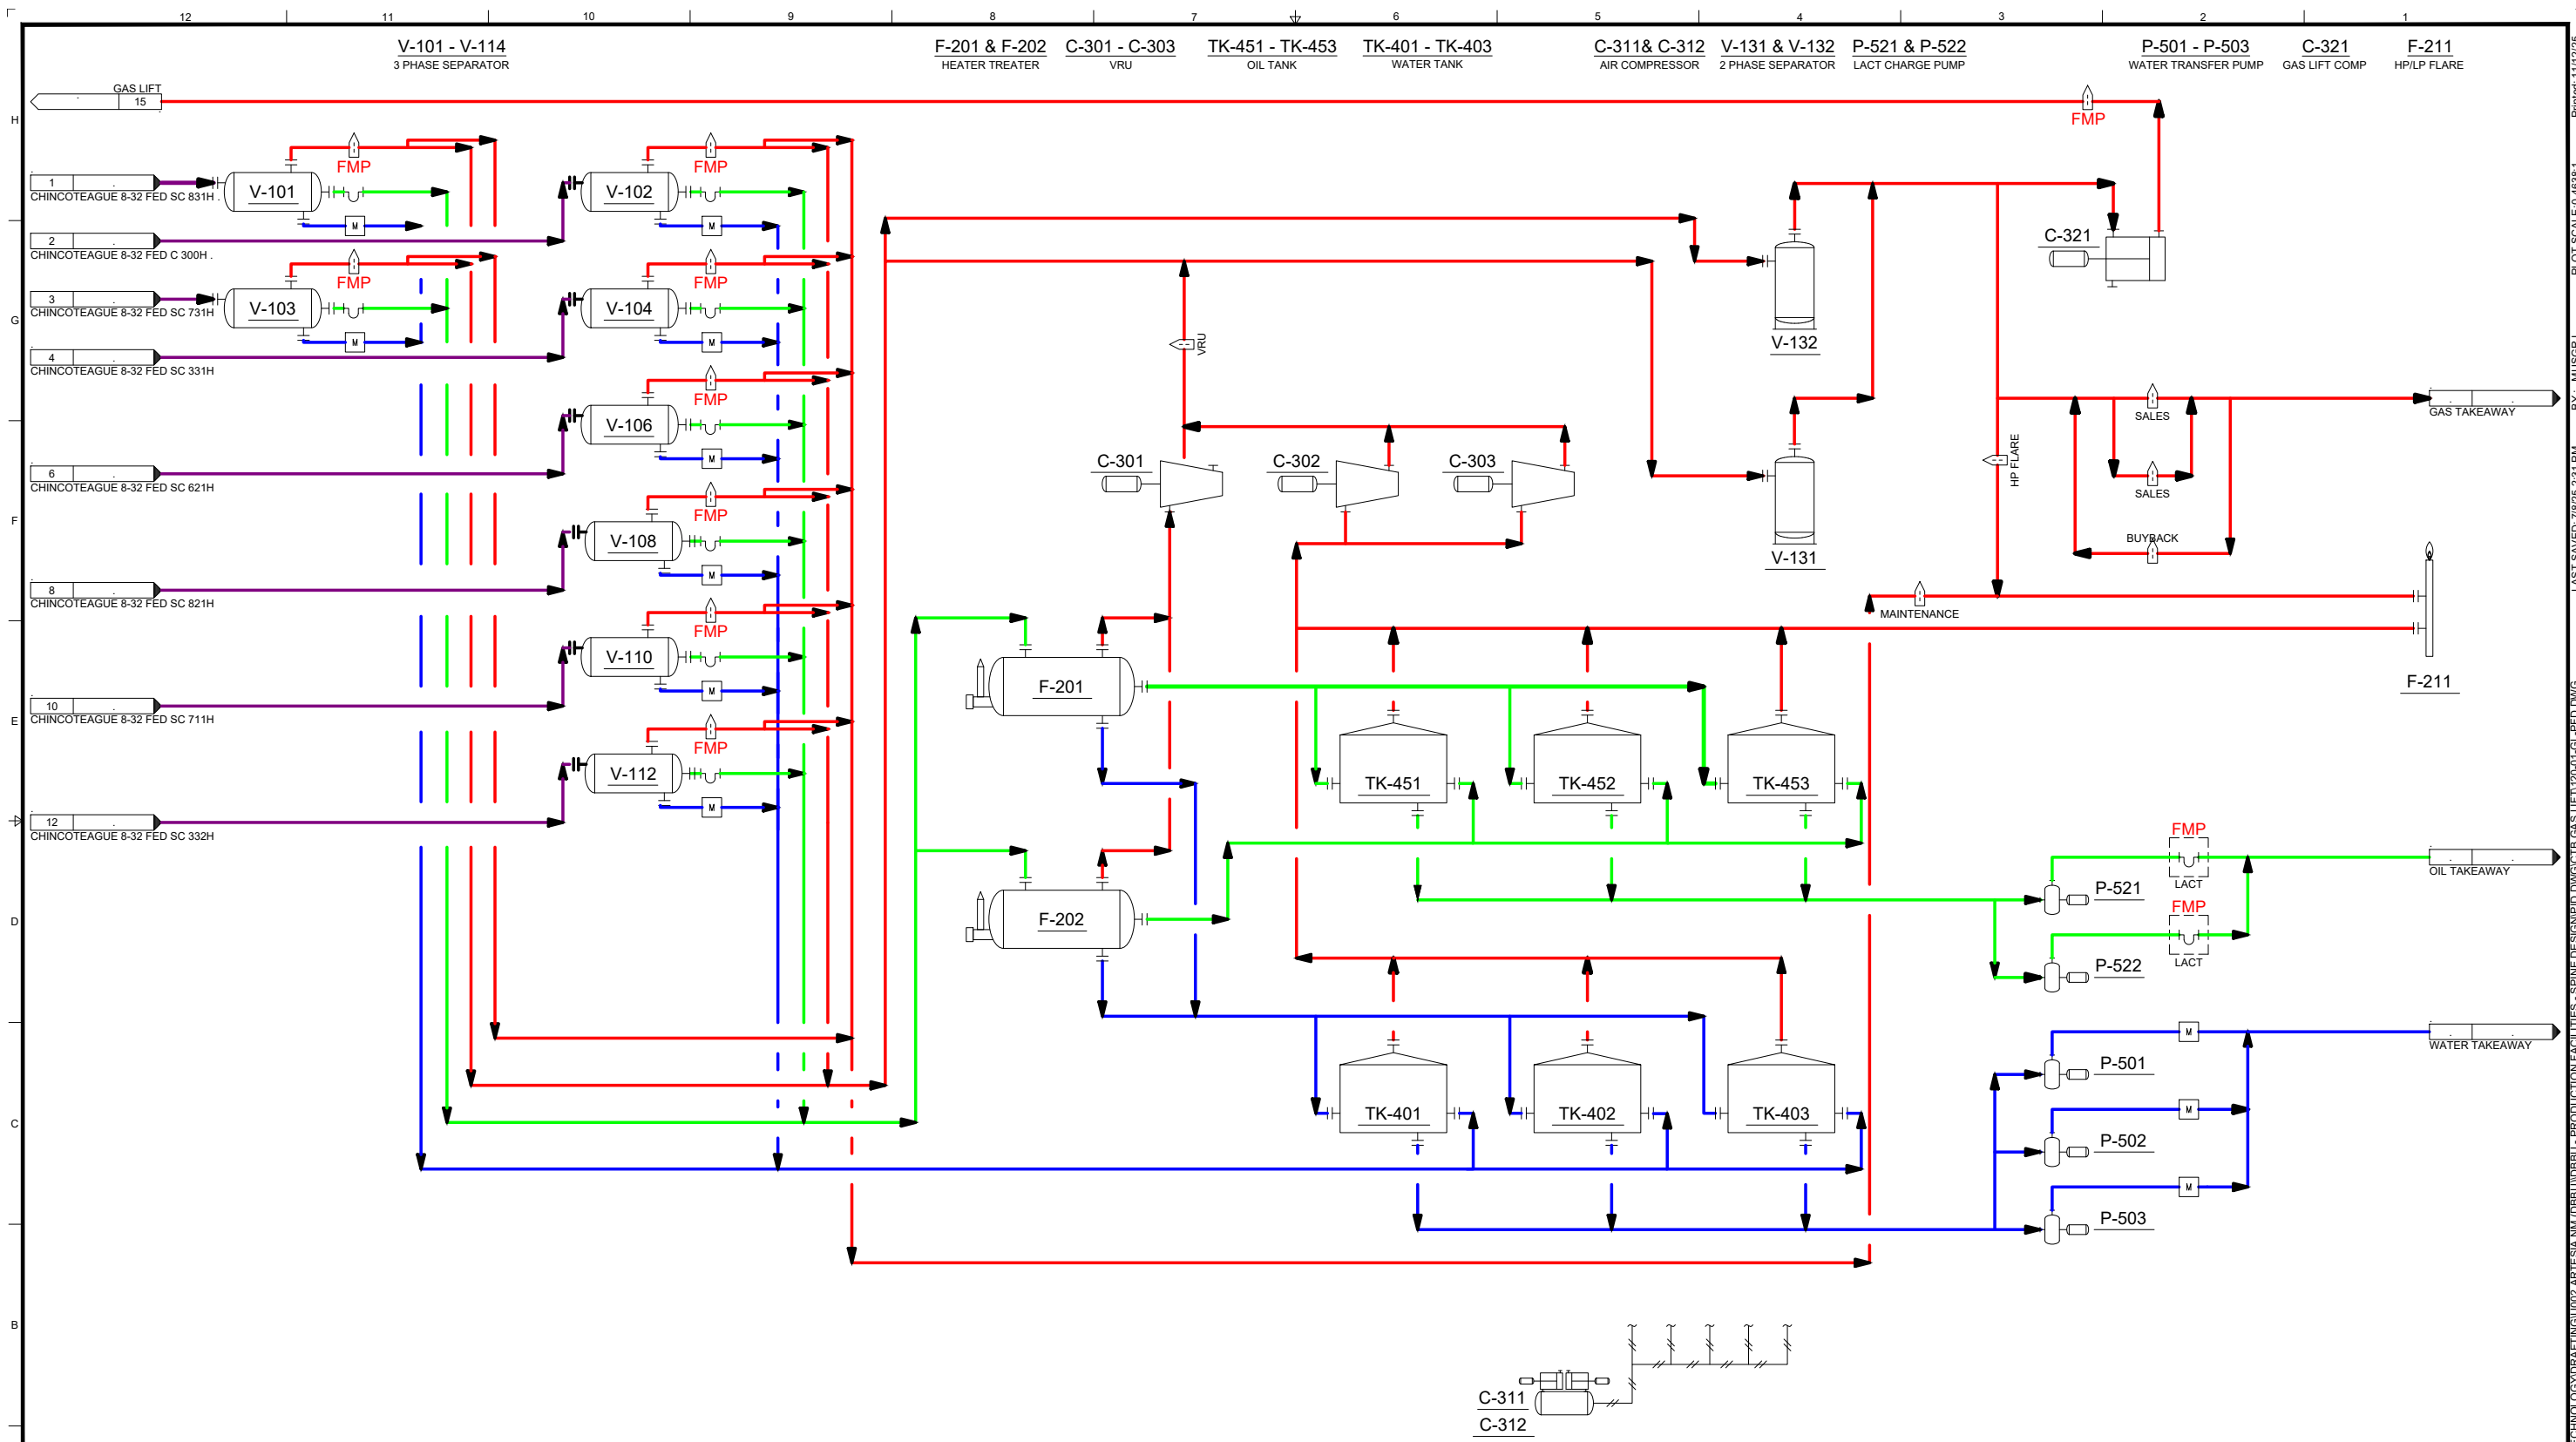 12 11 10 9 8 7 6 5 4 3 2 1
V-101 - V-114
3 PHASE SEPARATOR
F-201 & F-202
HEATER TREATER
C-301 - C-303
VRU
TK-451 - TK-453
OIL TANK
TK-401 - TK-403
WATER TANK
C-311& C-312
AIR COMPRESSOR
V-131 & V-132
2 PHASE SEPARATOR
P-521 & P-522
LACT CHARGE PUMP
P-501 - P-503
WATER TRANSFER PUMP
C-321
GAS LIFT COMP
F-211
HP/LP FLARE
H
G
F
E
D
C
B
GAS LIFT
15
FMP
1
CHINCOTEAGUE 8-32 FED SC 831H .
V-101
FMP
M
V-102
FMP
M
2
CHINCOTEAGUE 8-32 FED C 300H .
3
CHINCOTEAGUE 8-32 FED SC 731H
V-103
FMP
M
V-104
FMP
M
4
CHINCOTEAGUE 8-32 FED SC 331H
V-106
FMP
M
6
CHINCOTEAGUE 8-32 FED SC 621H
V-108
FMP
M
8
CHINCOTEAGUE 8-32 FED SC 821H
V-110
FMP
M
10
CHINCOTEAGUE 8-32 FED SC 711H
V-112
FMP
M
12
CHINCOTEAGUE 8-32 FED SC 332H
C-321
V-132
VRU
C-301
C-302
C-303
V-131
HP FLARE
SALES
SALES
BUYBACK
GAS TAKEAWAY
MAINTENANCE
F-211
F-201
TK-451
TK-452
TK-453
F-202
FMP
LACT
P-521
FMP
LACT
P-522
OIL TAKEAWAY
M
WATER TAKEAWAY
P-501
M
P-502
M
P-503
TK-401
TK-402
TK-403
C-311
C-312